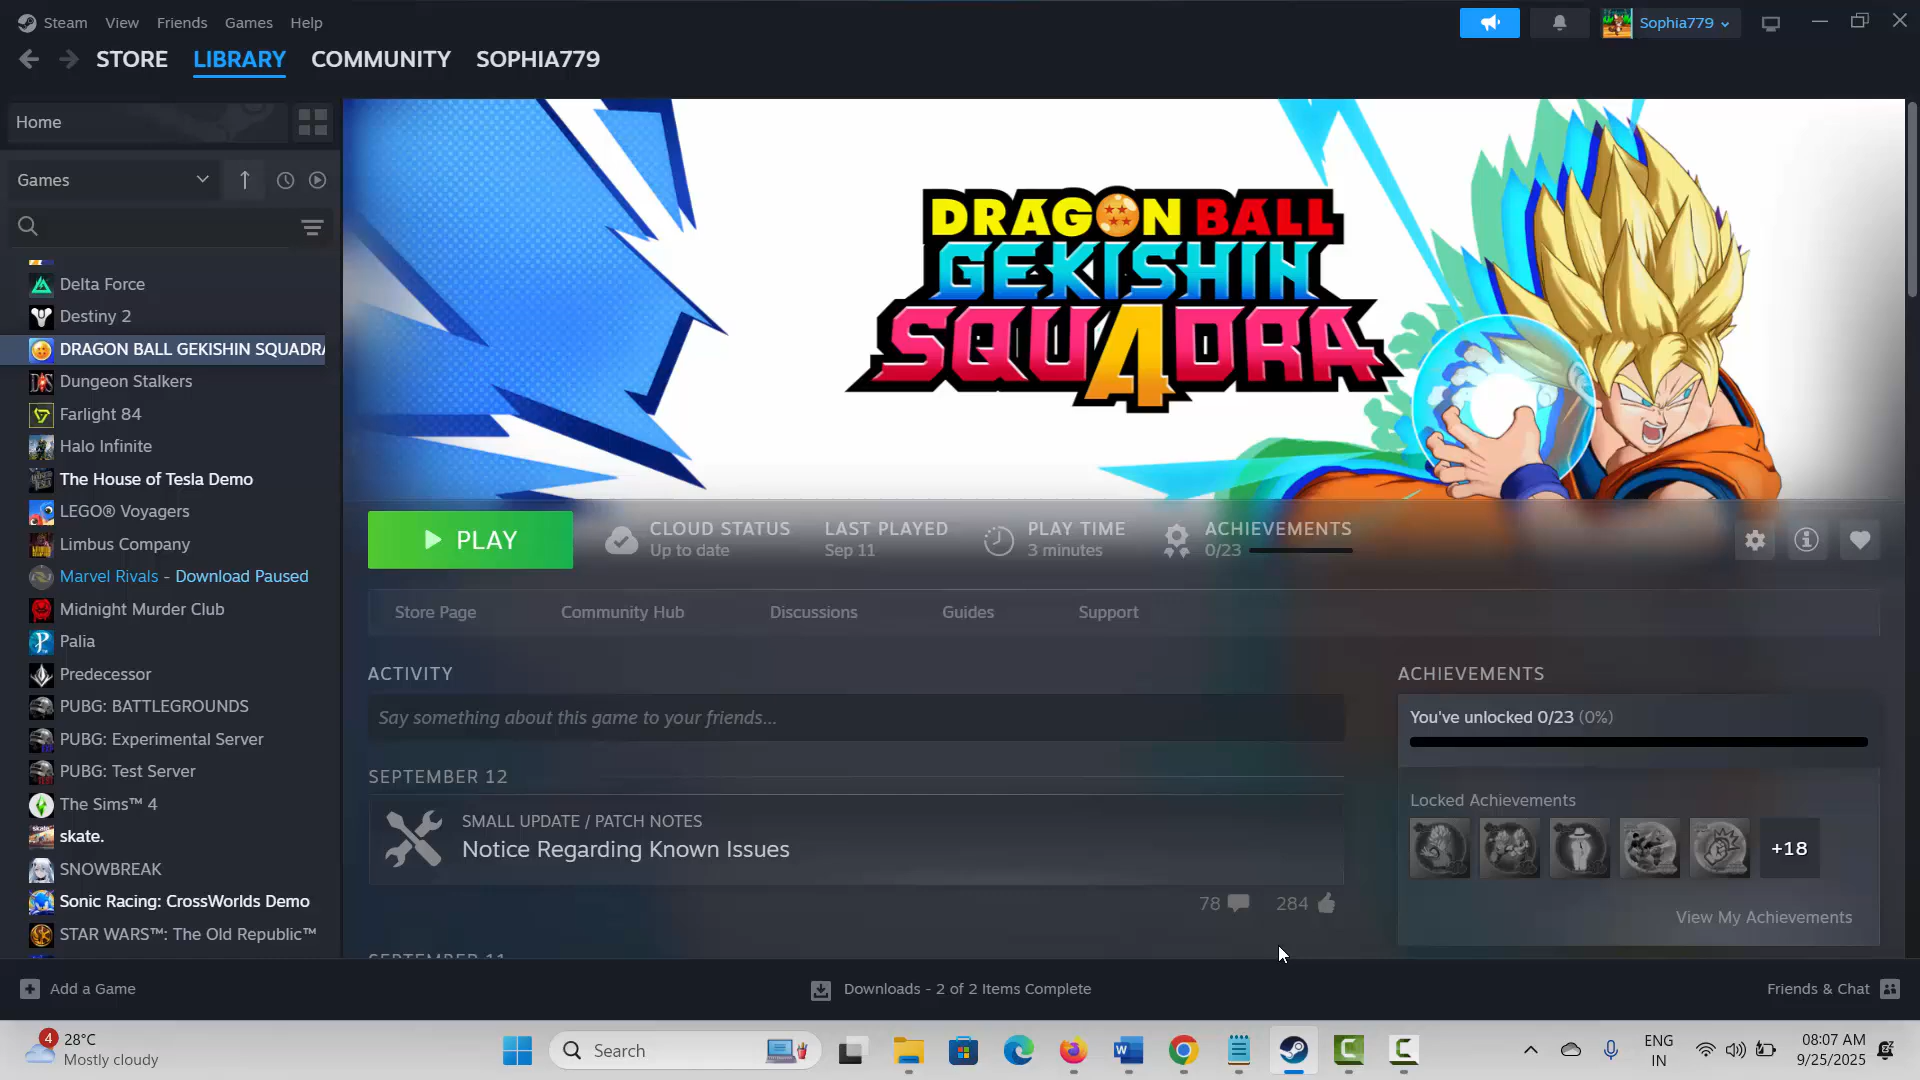 Steam View Friends Games Help
Sophia779
STORE LIBRARY COMMUNITY SOPHIA779
Home
Games
Delta Force
Destiny 2
DRAGON BALL GEKISHIN SQUADRA
Dungeon Stalkers
Farlight 84
Halo Infinite
The House of Tesla Demo
LEGO® Voyagers
Limbus Company
Marvel Rivals - Download Paused
Midnight Murder Club
Palia
Predecessor
PUBG: BATTLEGROUNDS
PUBG: Experimental Server
PUBG: Test Server
The Sims™ 4
skate.
SNOWBREAK
Sonic Racing: CrossWorlds Demo
STAR WARS™: The Old Republic™
DRAGON BALL
GEKISHIN
SQUADRA
PLAY
CLOUD STATUS
Up to date
LAST PLAYED
Sep 11
PLAY TIME
3 minutes
ACHIEVEMENTS
0/23
Store Page Community Hub Discussions Guides Support
ACTIVITY
Say something about this game to your friends...
SEPTEMBER 12
SMALL UPDATE / PATCH NOTES
Notice Regarding Known Issues
78 284
SEPTEMBER 11
ACHIEVEMENTS
You've unlocked 0/23 (0%)
Locked Achievements
+18
View My Achievements
Add a Game
Downloads - 2 of 2 Items Complete
Friends & Chat
4
28°C
Mostly cloudy
Search
ENG
IN
08:07 AM
9/25/2025